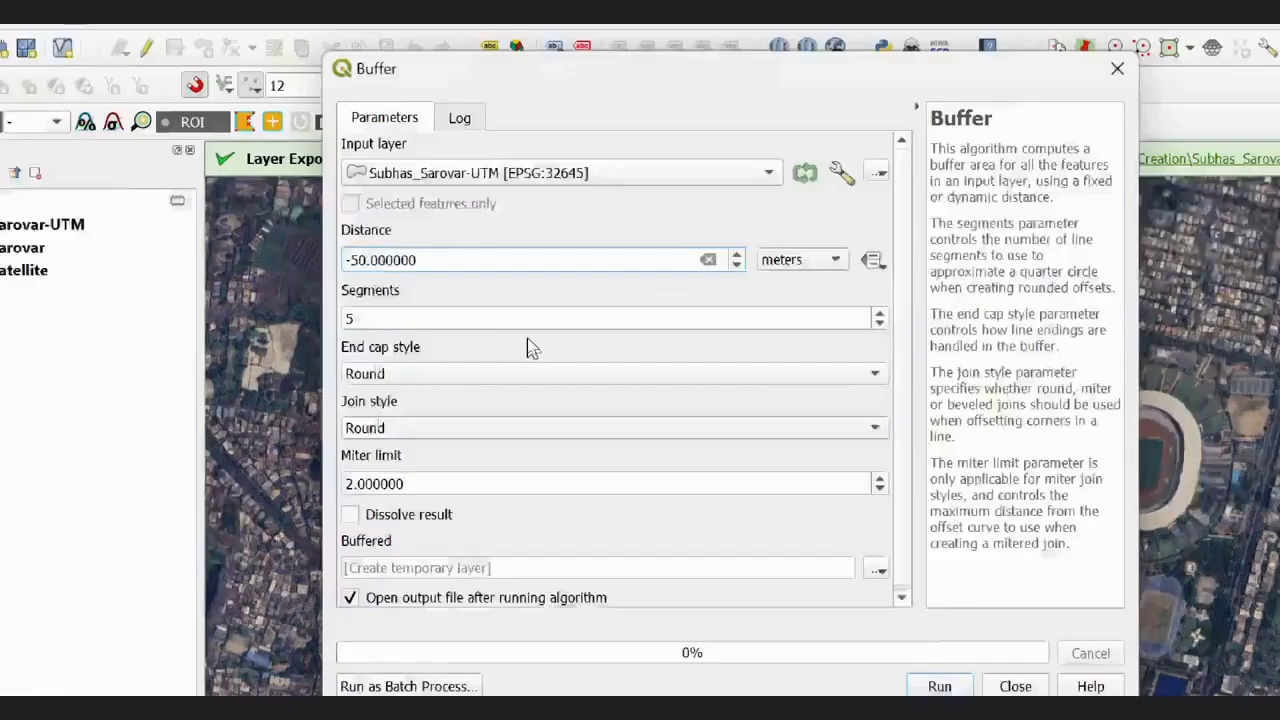 12
Buffer
-
ROI
Parameters
Log
Layer Expo
Creation\Subhas_Sarova
Input layer
Subhas_Sarovar-UTM [EPSG:32645]
Selected features only
Distance
-50.000000
meters
Segments
5
End cap style
Round
Join style
Round
Miter limit
2.000000
Dissolve result
Buffered
[Create temporary layer]
Open output file after running algorithm
0%
Cancel
Run as Batch Process...
Run
Close
Help
Buffer
This algorithm computes a
buffer area for all the features
in an input layer, using a fixed
or dynamic distance.
The segments parameter
controls the number of line
segments to use to
approximate a quarter circle
when creating rounded offsets.
The end cap style parameter
controls how line endings are
handled in the buffer.
The join style parameter
specifies whether round, miter
or beveled joins should be used
when offsetting corners in a
line.
The miter limit parameter is
only applicable for miter join
styles, and controls the
maximum distance from the
offset curve to use when
creating a mitered join.
arovar-UTM
arovar
atellite